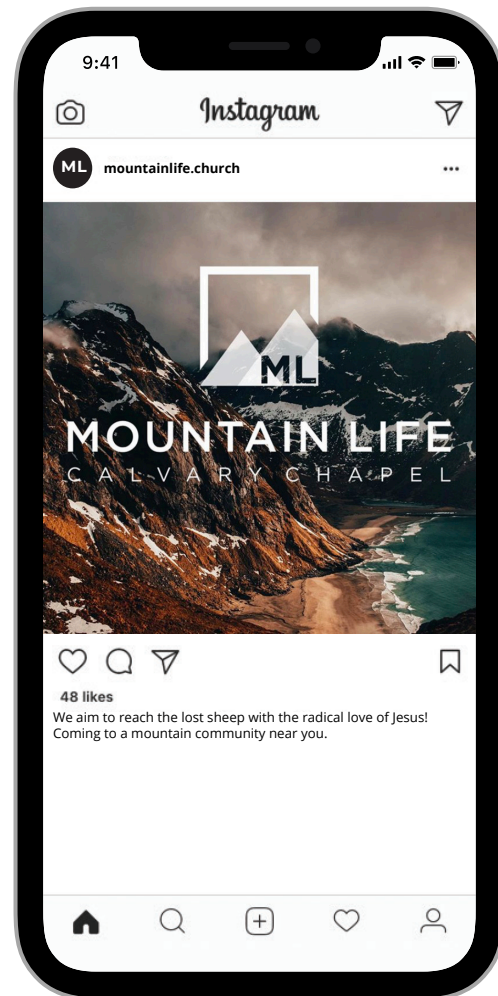 9:41
Instagram
ML
mountainlife.church
ML
MOUNTAIN LIFE
CALVARY CHAPEL
48 likes
We aim to reach the lost sheep with the radical love of Jesus!
Coming to a mountain community near you.